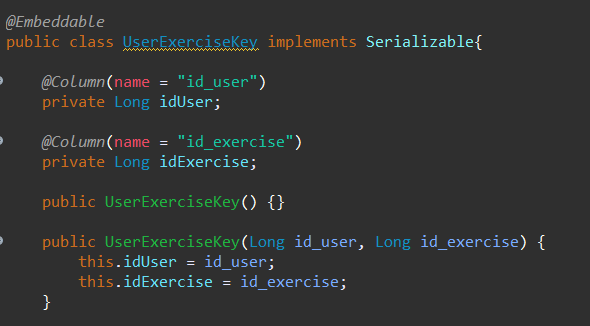 @Embeddable
public class UserExerciseKey implements Serializable{
@Column(name = "id_user")
private Long idUser;
@Column(name = "id_exercise")
private Long idExercise;
public UserExerciseKey() {}
public UserExerciseKey(Long id_user, Long id_exercise) {
this.idUser = id_user;
this.idExercise = id_exercise;
}